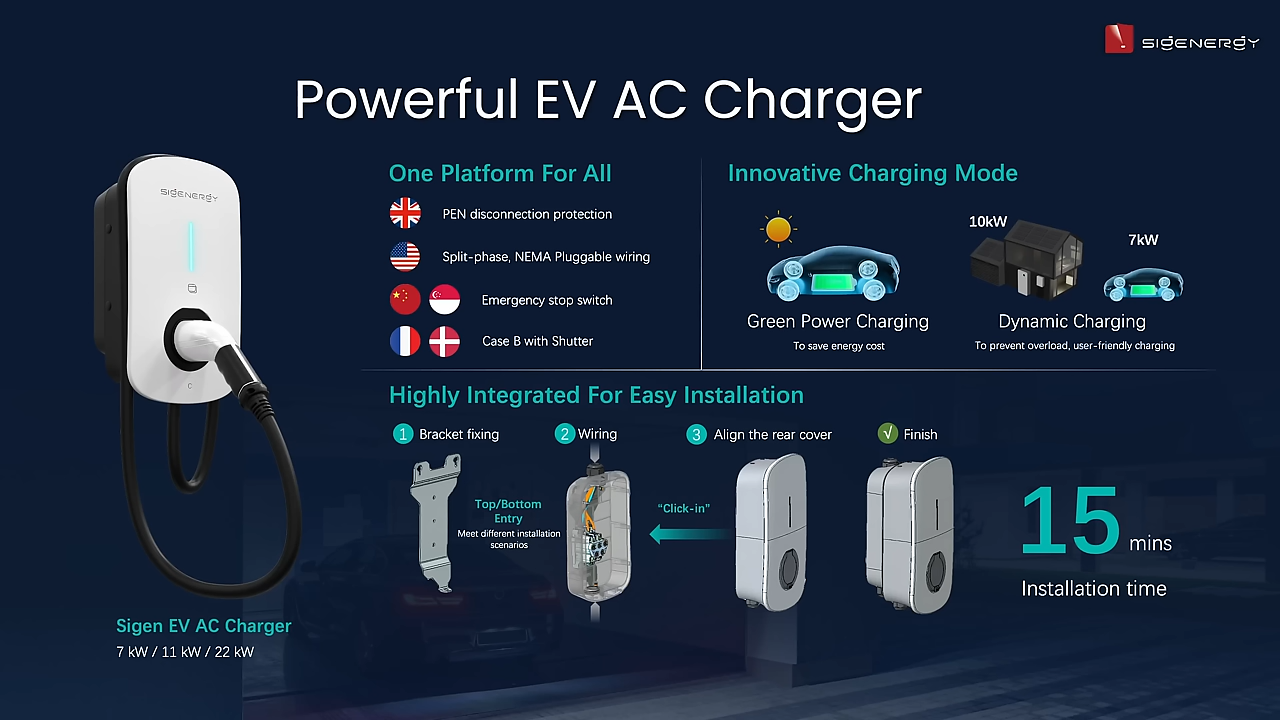 SIGENERGY
Powerful EV AC Charger
SIGENERGY
One Platform For All
PEN disconnection protection
Split-phase, NEMA Pluggable wiring
Emergency stop switch
Case B with Shutter
Innovative Charging Mode
Green Power Charging
To save energy cost
10kW
7kW
Dynamic Charging
To prevent overload, user-friendly charging
Highly Integrated For Easy Installation
1 Bracket fixing
2 Wiring
3 Align the rear cover
√ Finish
Top/Bottom
Entry
Meet different installation
scenarios
“Click-in”
15 mins
Installation time
Sigen EV AC Charger
7 kW / 11 kW / 22 kW